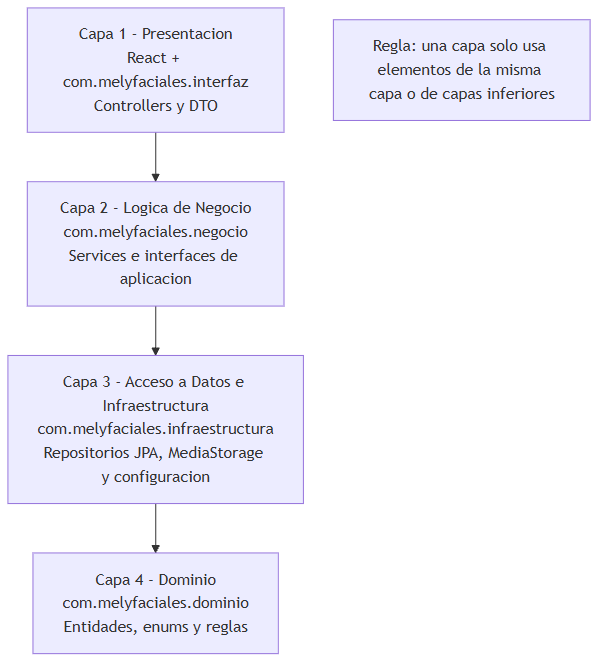 Capa 1 - Presentacion
React +
com.melyfaciales.interfaz
Controllers y DTO
Regla: una capa solo usa
elementos de la misma
capa o de capas inferiores
Capa 2 - Logica de Negocio
com.melyfaciales.negocio
Services e interfaces de
aplicacion
Capa 3 - Acceso a Datos e
Infraestructura
com.melyfaciales.infraestructura
Repositorios JPA, MediaStorage
y configuracion
Capa 4 - Dominio
com.melyfaciales.dominio
Entidades, enums y reglas